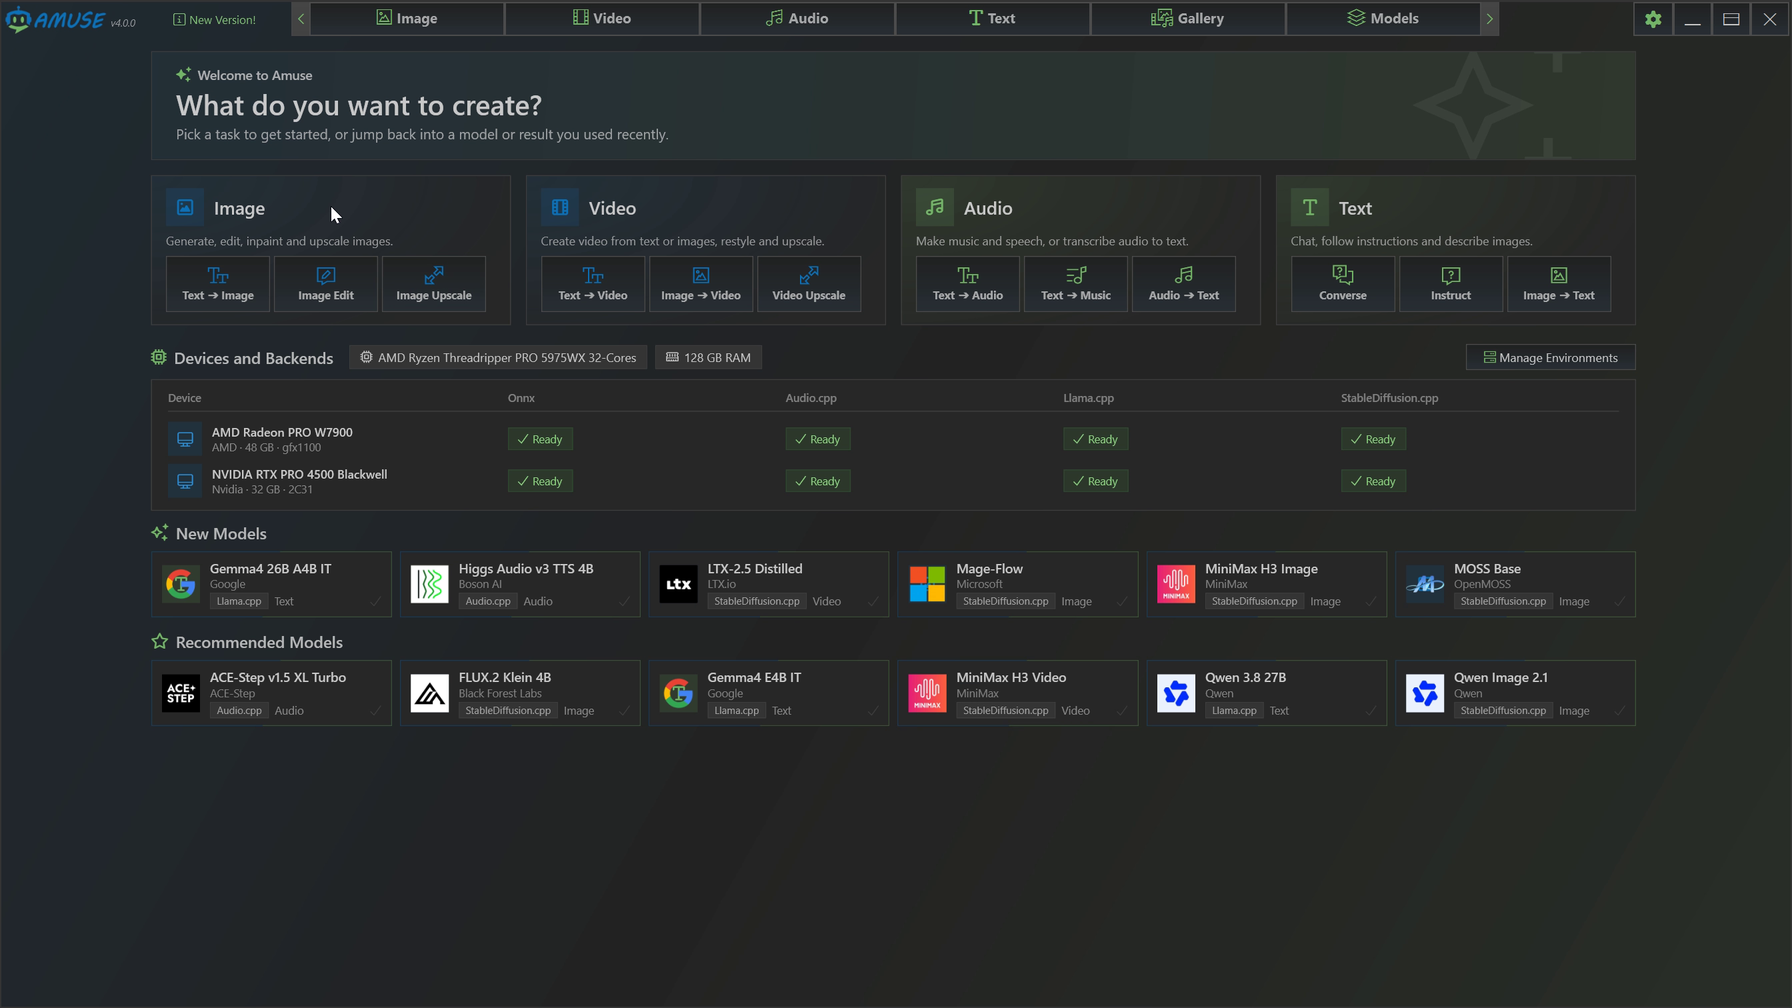 AMUSE v4.0.0
New Version!
Image
Video
Audio
Text
Gallery
Models
Welcome to Amuse
What do you want to create?
Pick a task to get started, or jump back into a model or result you used recently.
Image
Generate, edit, inpaint and upscale images.
Text → Image
Image Edit
Image Upscale
Video
Create video from text or images, restyle and upscale.
Text → Video
Image → Video
Video Upscale
Audio
Make music and speech, or transcribe audio to text.
Text → Audio
Text → Music
Audio → Text
Text
Chat, follow instructions and describe images.
Converse
Instruct
Image → Text
Devices and Backends
AMD Ryzen Threadripper PRO 5975WX 32-Cores
128 GB RAM
Manage Environments
Device Onnx Audio.cpp Llama.cpp StableDiffusion.cpp
AMD Radeon PRO W7900
AMD · 48 GB · gfx1100
Ready Ready Ready Ready
NVIDIA RTX PRO 4500 Blackwell
Nvidia · 32 GB · 2C31
Ready Ready Ready Ready
New Models
Gemma4 26B A4B IT
Google
Llama.cpp Text
Higgs Audio v3 TTS 4B
Boson AI
Audio.cpp Audio
LTX
LTX-2.5 Distilled
LTX.io
StableDiffusion.cpp Video
Mage-Flow
Microsoft
StableDiffusion.cpp Image
MINIMAX
MiniMax H3 Image
MiniMax
StableDiffusion.cpp Image
MOSS Base
OpenMOSS
StableDiffusion.cpp Image
Recommended Models
ACE+
STEP
ACE-Step v1.5 XL Turbo
ACE-Step
Audio.cpp Audio
FLUX.2 Klein 4B
Black Forest Labs
StableDiffusion.cpp Image
Gemma4 E4B IT
Google
Llama.cpp Text
MINIMAX
MiniMax H3 Video
MiniMax
StableDiffusion.cpp Video
Qwen 3.8 27B
Qwen
Llama.cpp Text
Qwen Image 2.1
Qwen
StableDiffusion.cpp Image